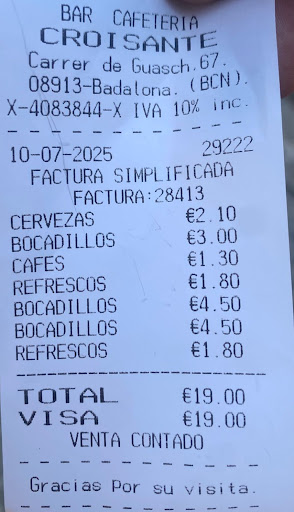 BAR CAFETERIA
CROISANTE
Carrer de Guasch.67.
08913-Badalona. (BCN).
X-4083844-X IVA 10% inc.
10-07-2025 29222
FACTURA SIMPLIFICADA
FACTURA:28413
CERVEZAS €2.10
BOCADILLOS €3.00
CAFES €1.30
REFRESCOS €1.80
BOCADILLOS €4.50
BOCADILLOS €4.50
REFRESCOS €1.80
TOTAL €19.00
VISA €19.00
VENTA CONTADO
Gracias Por su visita.